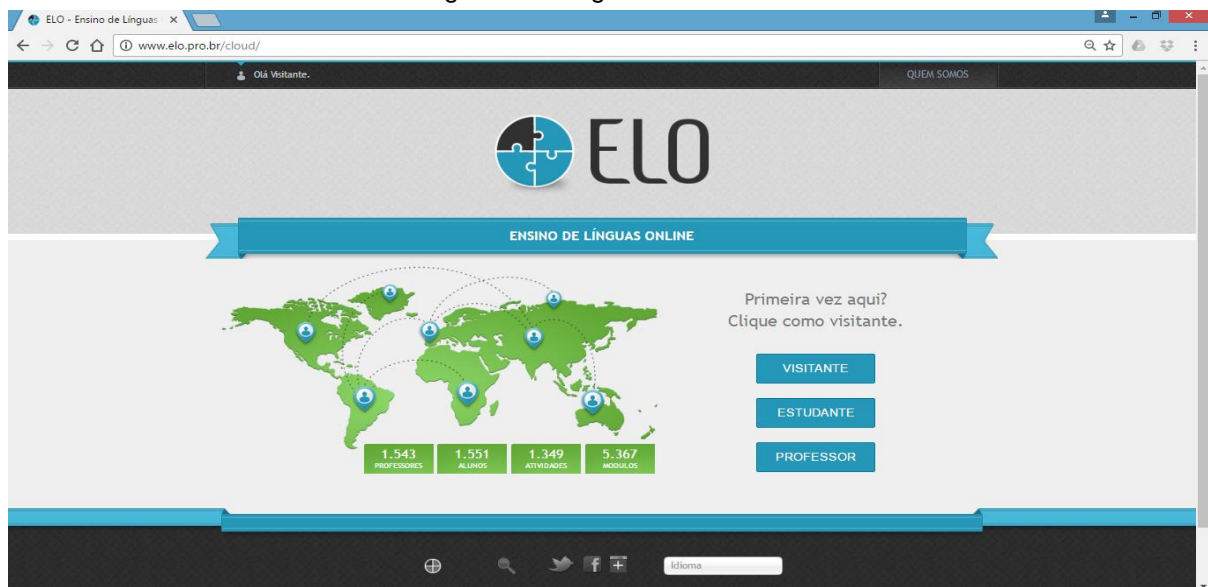 ELO - Ensino de Línguas
www.elo.pro.br/cloud/
Olá Visitante.
QUEM SOMOS
ELO
ENSINO DE LÍNGUAS ONLINE
Primeira vez aqui?
Clique como visitante.
VISITANTE
ESTUDANTE
PROFESSOR
1.543 1.551 1.349 5.367
PROFESSORES ALUNOS ATIVIDADES MODULOS
Idioma